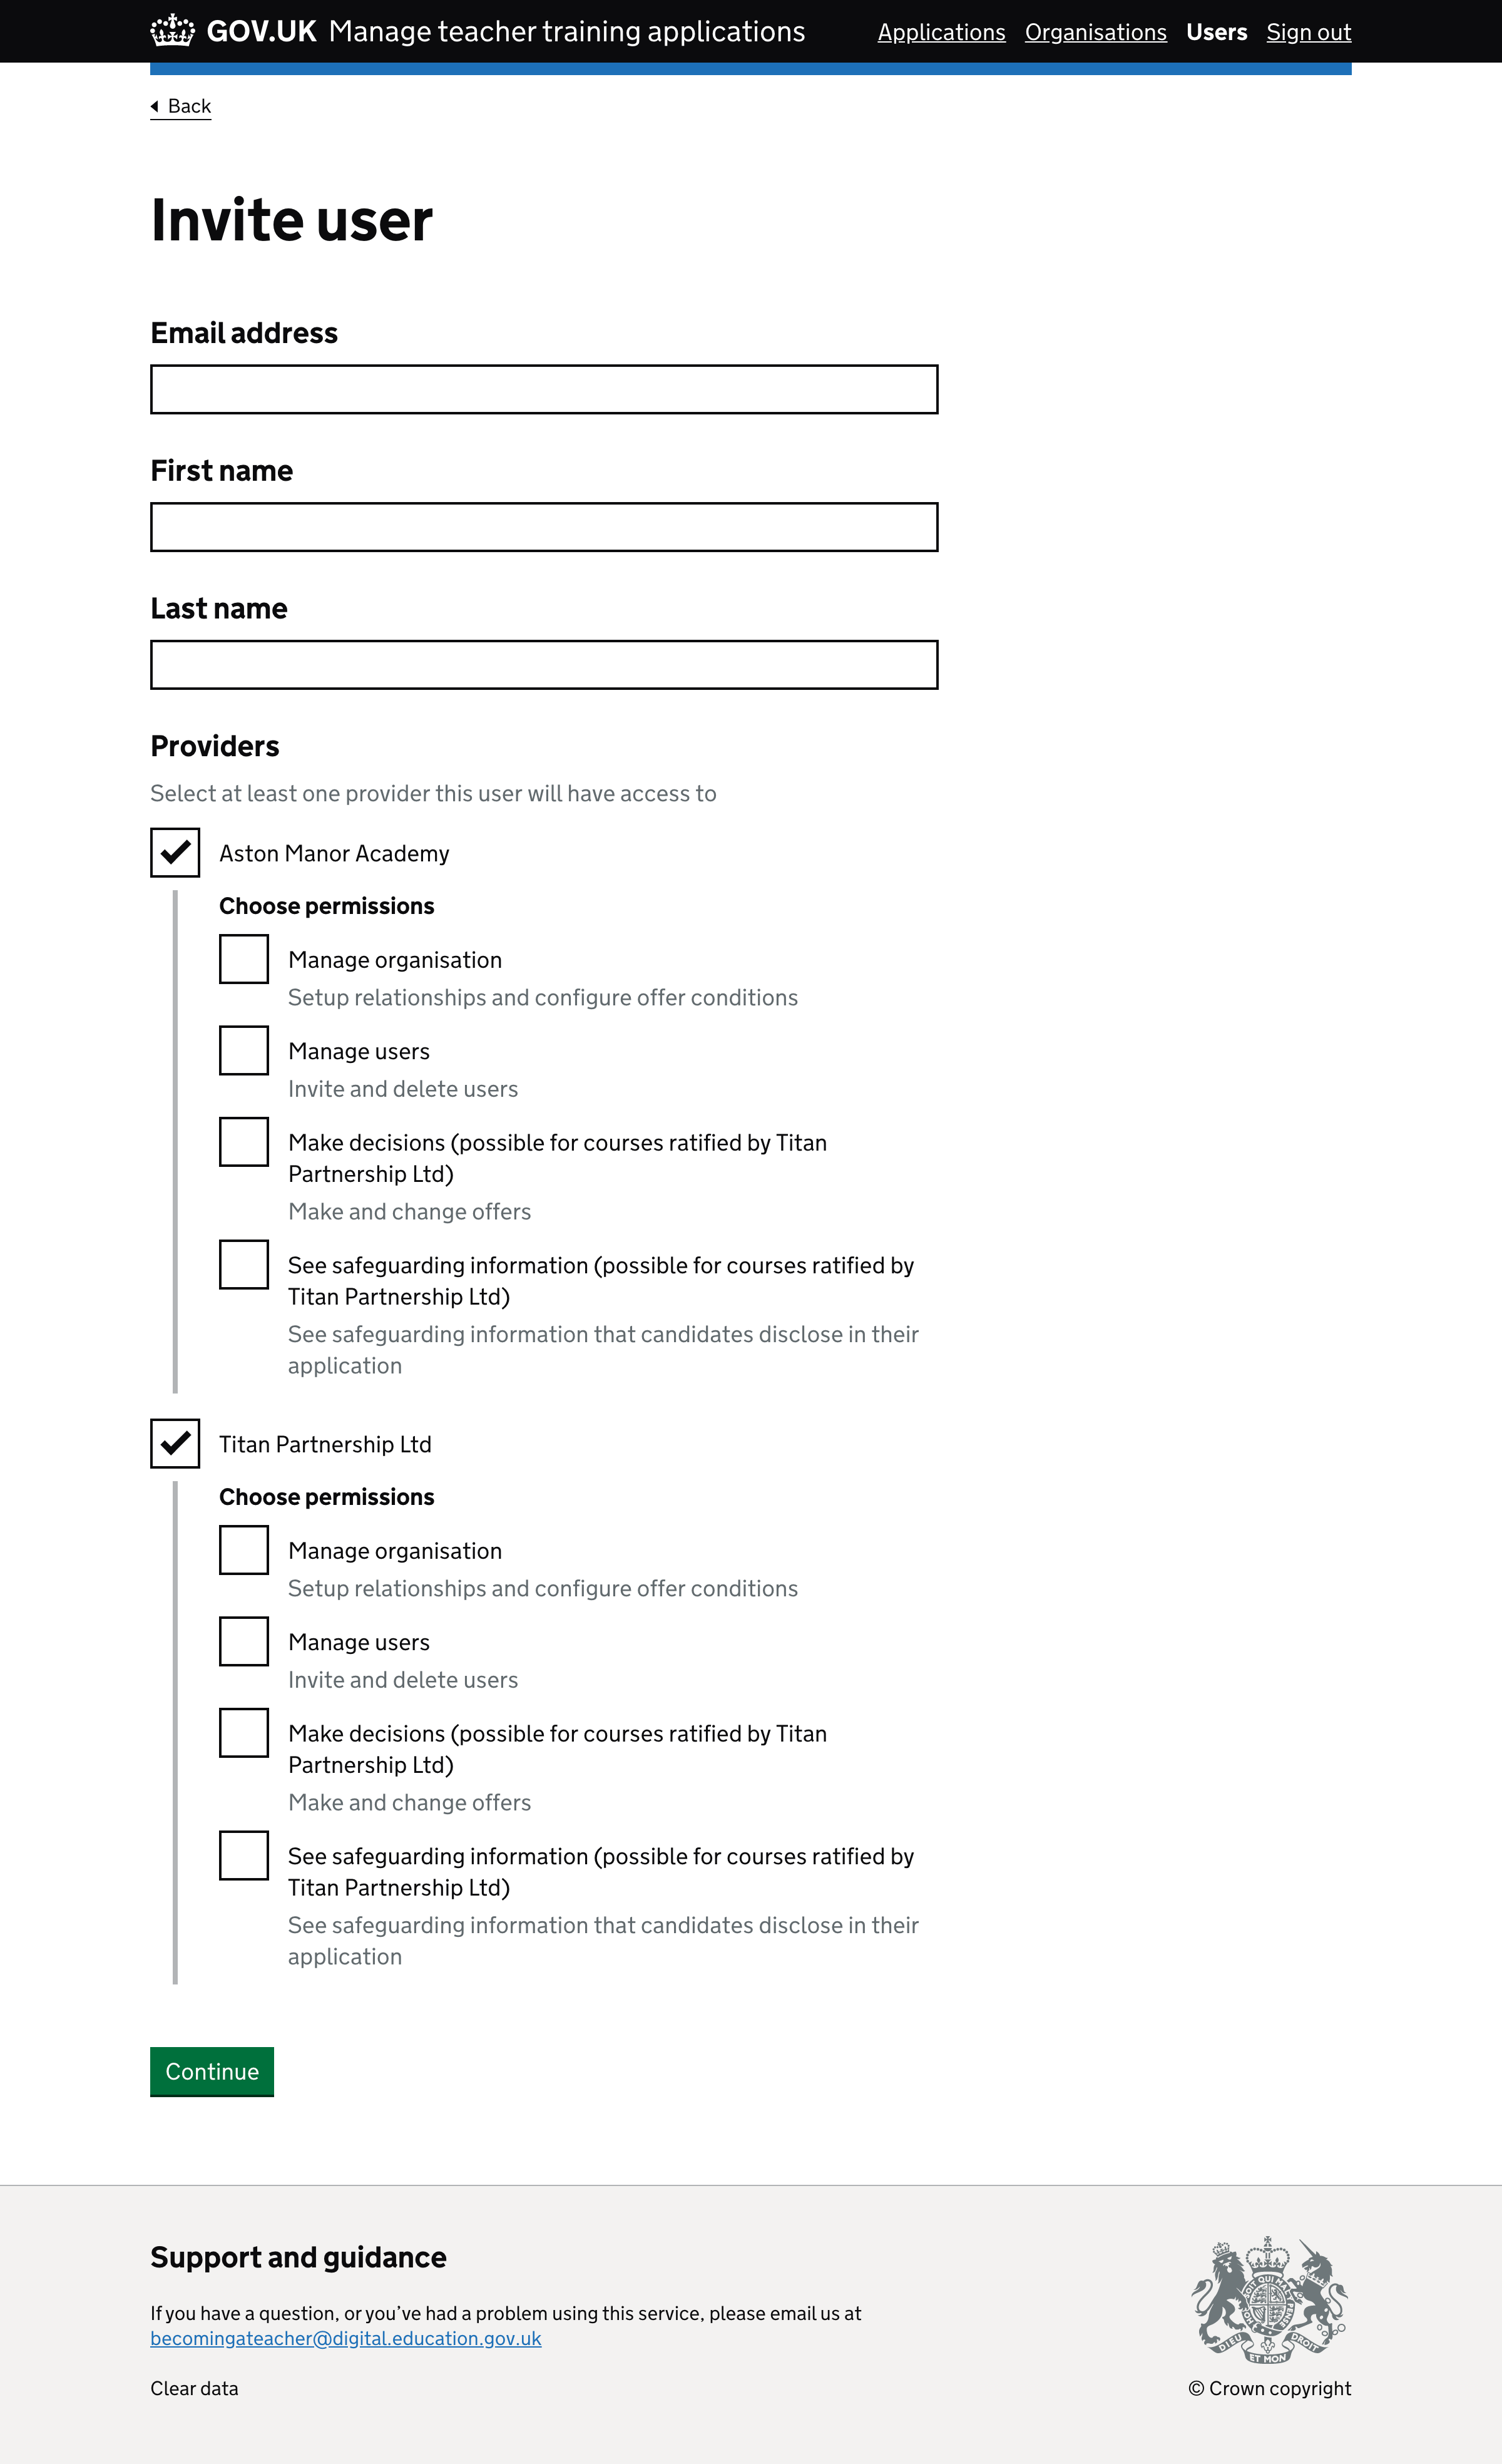 GOV.UK Manage teacher training applications Applications Organisations Users Sign out
Back
Invite user
Email address
First name
Last name
Providers
Select at least one provider this user will have access to
Aston Manor Academy
Choose permissions
Manage organisation
Setup relationships and configure offer conditions
Manage users
Invite and delete users
Make decisions (possible for courses ratified by Titan
Partnership Ltd)
Make and change offers
See safeguarding information (possible for courses ratified by
Titan Partnership Ltd)
See safeguarding information that candidates disclose in their
application
Titan Partnership Ltd
Choose permissions
Manage organisation
Setup relationships and configure offer conditions
Manage users
Invite and delete users
Make decisions (possible for courses ratified by Titan
Partnership Ltd)
Make and change offers
See safeguarding information (possible for courses ratified by
Titan Partnership Ltd)
See safeguarding information that candidates disclose in their
application
Continue
Support and guidance
If you have a question, or you’ve had a problem using this service, please email us at
becomingateacher@digital.education.gov.uk
Clear data
DIEU ET MON DROIT
© Crown copyright